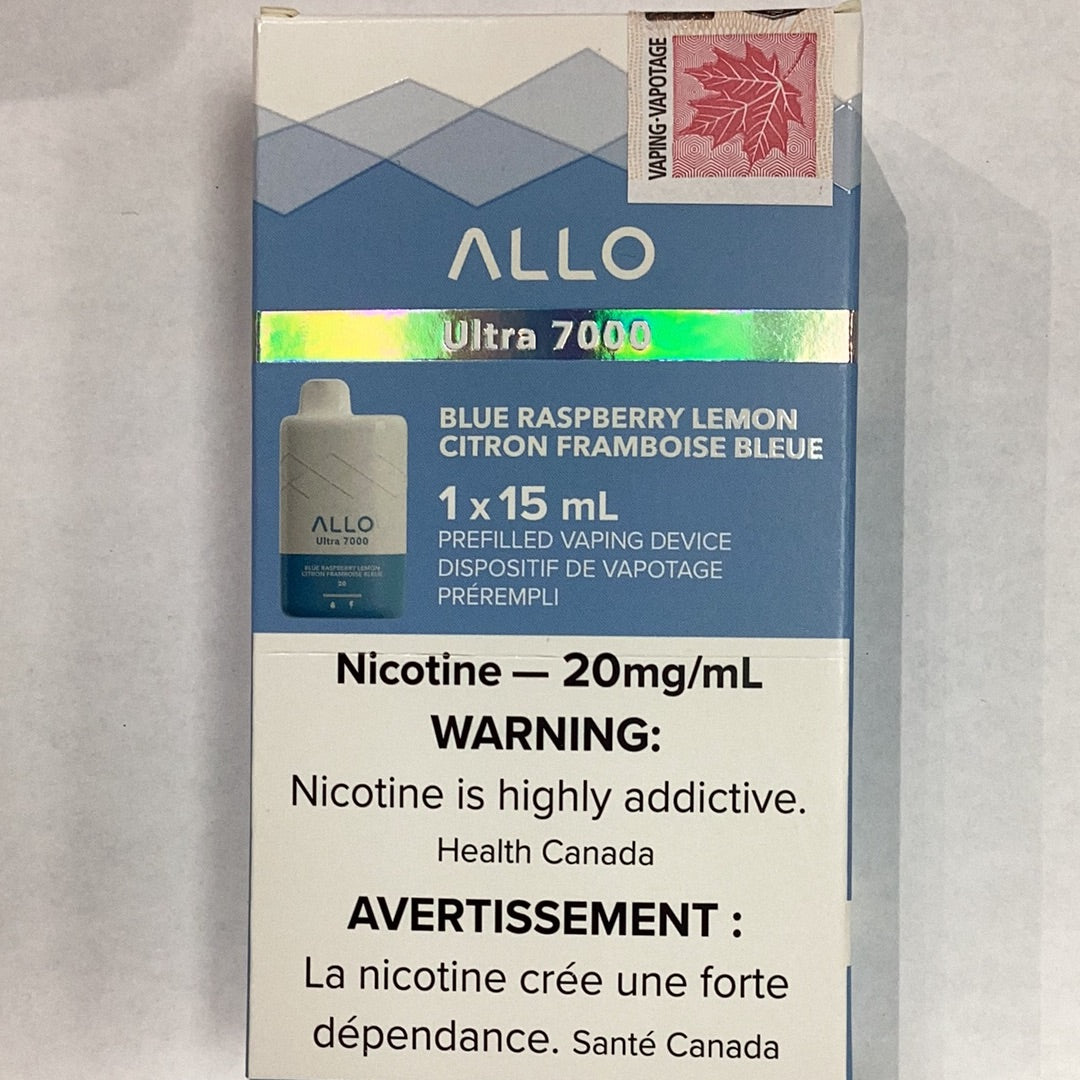 VAPING·VAPOTAGE
ALLO
Ultra 7000
BLUE RASPBERRY LEMON
CITRON FRAMBOISE BLEUE
1 x 15 mL
PREFILLED VAPING DEVICE
DISPOSITIF DE VAPOTAGE
PRÉREMPLI
ALLO
Ultra 7000
BLUE RASPBERRY LEMON
CITRON FRAMBOISE BLEUE
20
Nicotine — 20mg/mL
WARNING:
Nicotine is highly addictive.
Health Canada
AVERTISSEMENT :
La nicotine crée une forte
dépendance. Santé Canada